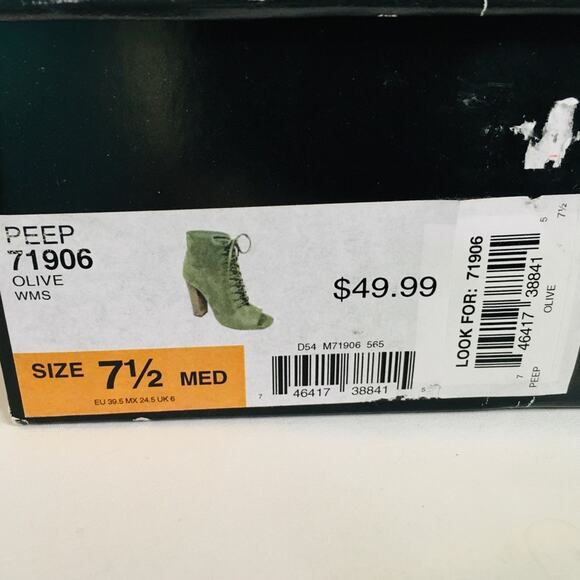 PEEP
71906
OLIVE
WMS
$49.99
SIZE 7½ MED
EU 39.5 MX 24.5 UK 6
D54 M71906 565
7 46417 38841 5
LOOK FOR: 71906
7 46417 38841 5
PEEP OLIVE 7½